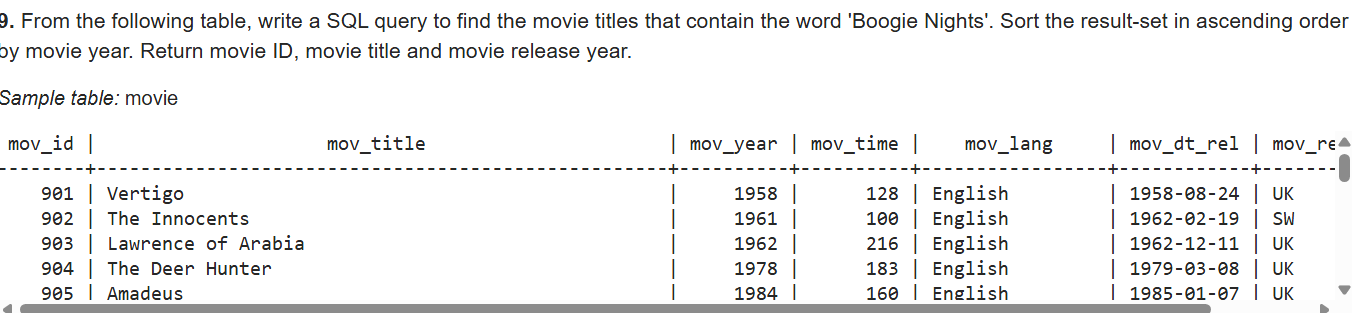 9. From the following table, write a SQL query to find the movie titles that contain the word 'Boogie Nights'. Sort the result-set in ascending order
by movie year. Return movie ID, movie title and movie release year.
Sample table: movie
mov_id | mov_title | mov_year | mov_time | mov_lang | mov_dt_rel | mov_re
--------+----------------------------------------------------+----------+----------+-----------------+------------+-------
901 | Vertigo | 1958 | 128 | English | 1958-08-24 | UK
902 | The Innocents | 1961 | 100 | English | 1962-02-19 | SW
903 | Lawrence of Arabia | 1962 | 216 | English | 1962-12-11 | UK
904 | The Deer Hunter | 1978 | 183 | English | 1979-03-08 | UK
905 | Amadeus | 1984 | 160 | English | 1985-01-07 | UK